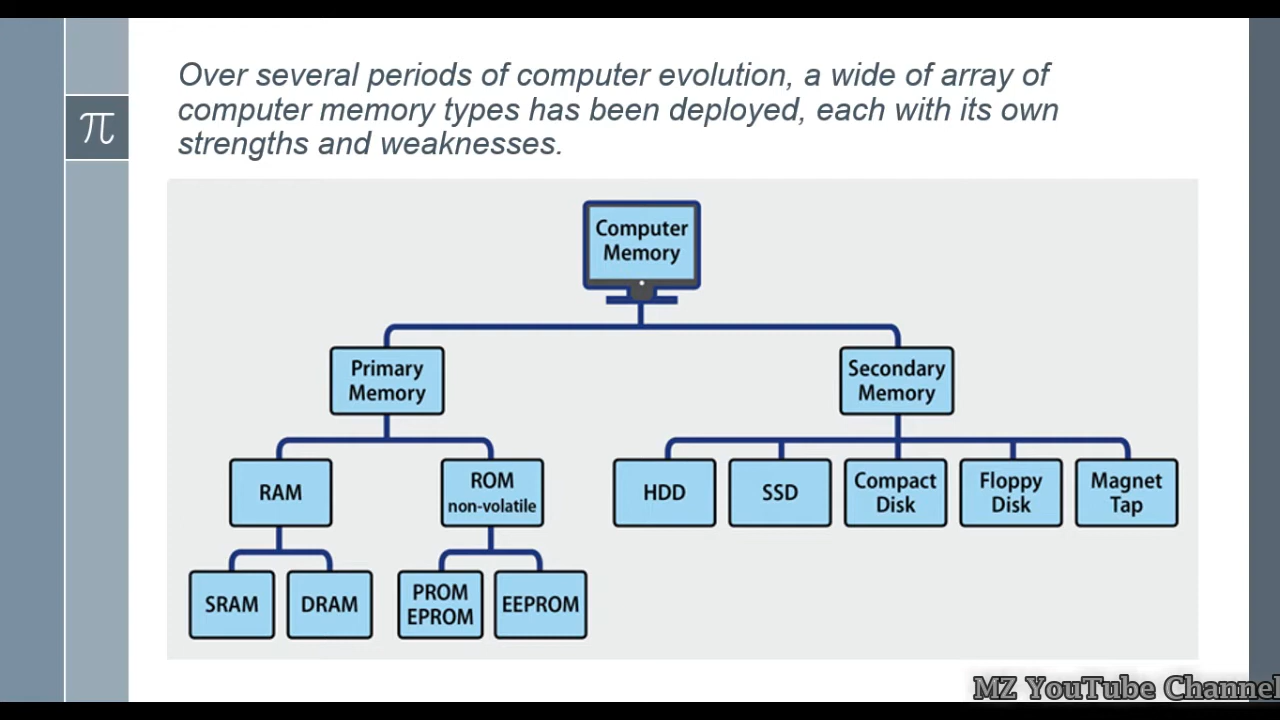 π
Over several periods of computer evolution, a wide of array of
computer memory types has been deployed, each with its own
strengths and weaknesses.
Computer
Memory
Primary
Memory
Secondary
Memory
RAM
ROM
non-volatile
HDD
SSD
Compact
Disk
Floppy
Disk
Magnet
Tap
SRAM
DRAM
PROM
EPROM
EEPROM
MZ YouTube Channel